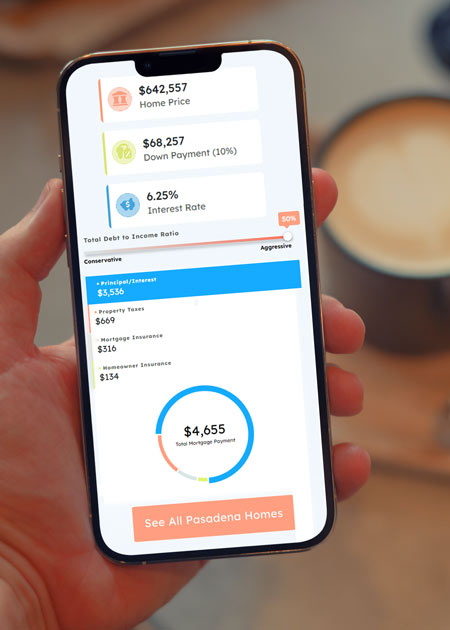 $642,557
Home Price
$68,257
Down Payment (10%)
6.25%
Interest Rate
50%
Total Debt to Income Ratio
Conservative
Aggressive
Principal/Interest
$3,536
Property Taxes
$669
Mortgage Insurance
$316
Homeowner Insurance
$134
$4,655
Total Mortgage Payment
See All Pasadena Homes